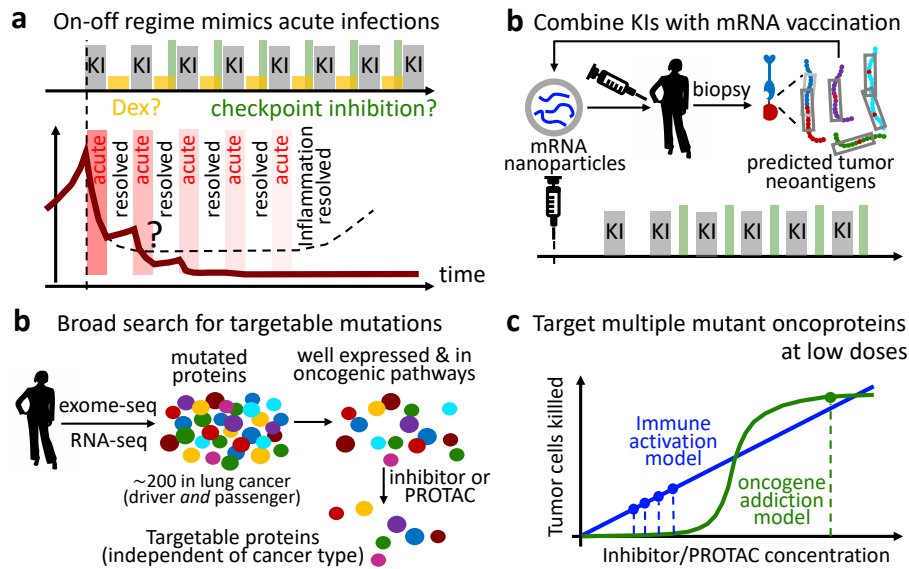 a On-off regime mimics acute infections
KI KI KI KI KI KI KI KI
Dex? checkpoint inhibition?
acute
resolved
acute
resolved
acute
resolved
acute
resolved
acute
Inflammation
resolved
?
time
b Combine KIs with mRNA vaccination
biopsy
mRNA
nanoparticles
predicted tumor
neoantigens
KI KI KI KI KI KI
b Broad search for targetable mutations
mutated
proteins
well expressed & in
oncogenic pathways
exome-seq
RNA-seq
~200 in lung cancer
(driver and passenger)
inhibitor or
PROTAC
Targetable proteins
(independent of cancer type)
c Target multiple mutant oncoproteins
at low doses
Tumor cells killled
Immune
activation
model
oncogene
addiction
model
Inhibitor/PROTAC concentration